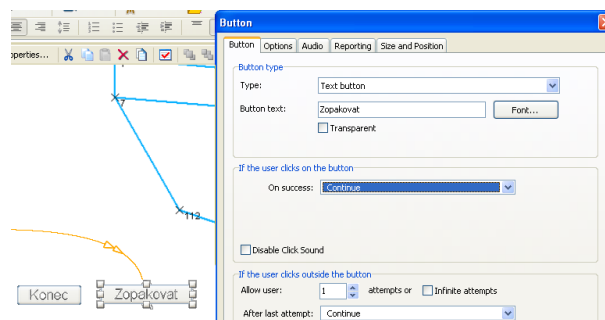 Button
operties...
Button Options Audio Reporting Size and Position
Button type
Type: Text button
Button text: Zopakovat Font...
Transparent
7
If the user clicks on the button
On success: Continue
112
Disable Click Sound
If the user clicks outside the button
Konec Zopakovat
Allow user: 1 attempts or Infinite attempts
After last attempt: Continue